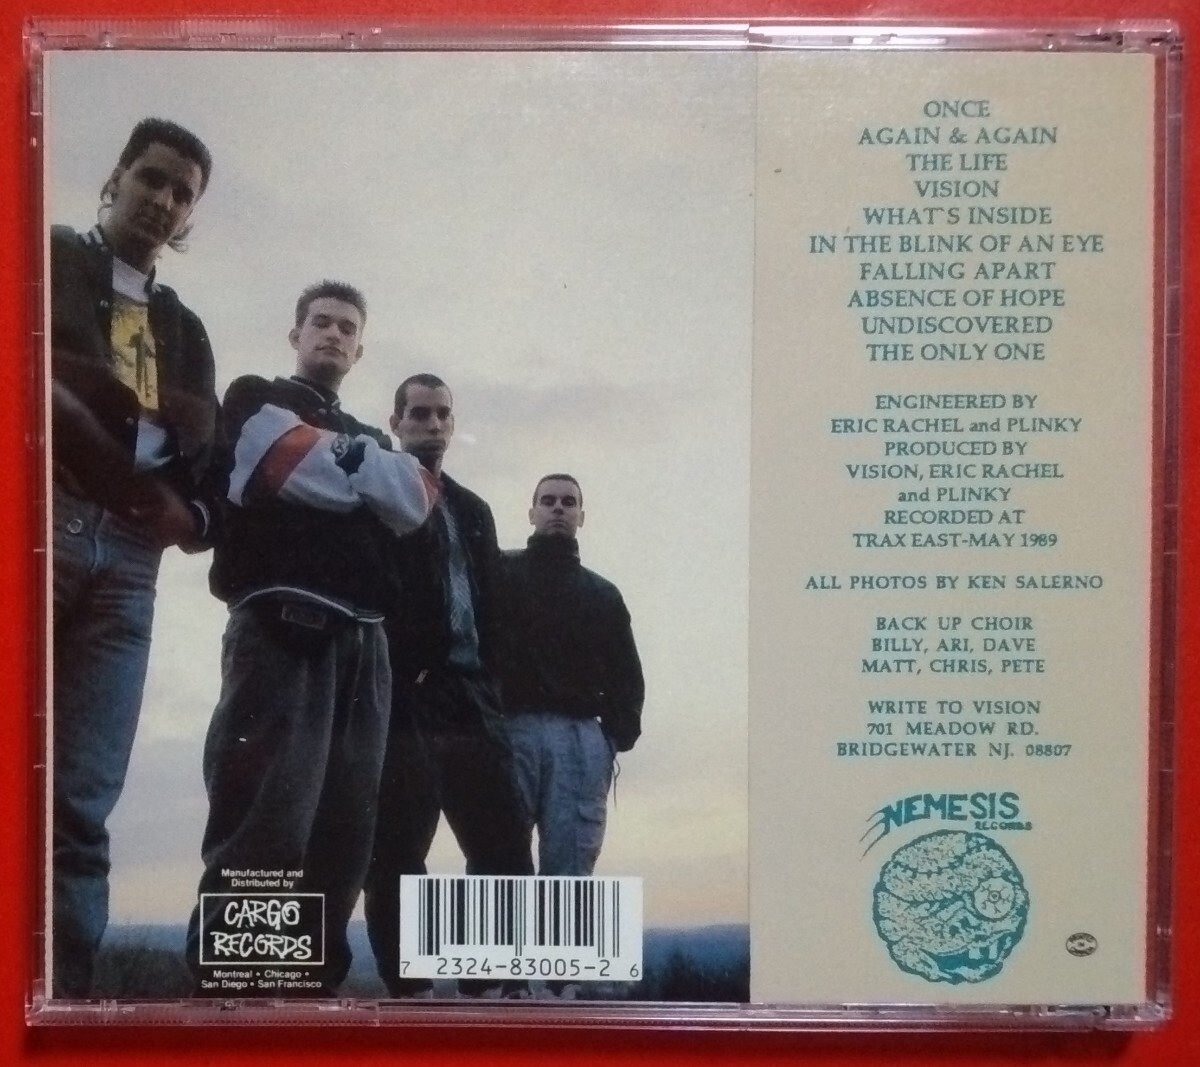 ONCE
AGAIN & AGAIN
THE LIFE
VISION
WHAT'S INSIDE
IN THE BLINK OF AN EYE
FALLING APART
ABSENCE OF HOPE
UNDISCOVERED
THE ONLY ONE
ENGINEERED BY
ERIC RACHEL and PLINKY
PRODUCED BY
VISION, ERIC RACHEL
and PLINKY
RECORDED AT
TRAX EAST-MAY 1989
ALL PHOTOS BY KEN SALERNO
BACK UP CHOIR
BILLY, ARI, DAVE
MATT, CHRIS, PETE
WRITE TO VISION
701 MEADOW RD.
BRIDGEWATER NJ. 08807
NEMESIS
RECORDS
Manufactured and
Distributed by
CARGO
RECORDS
Montreal • Chicago •
San Diego • San Francisco
7 2324-83005-2 6